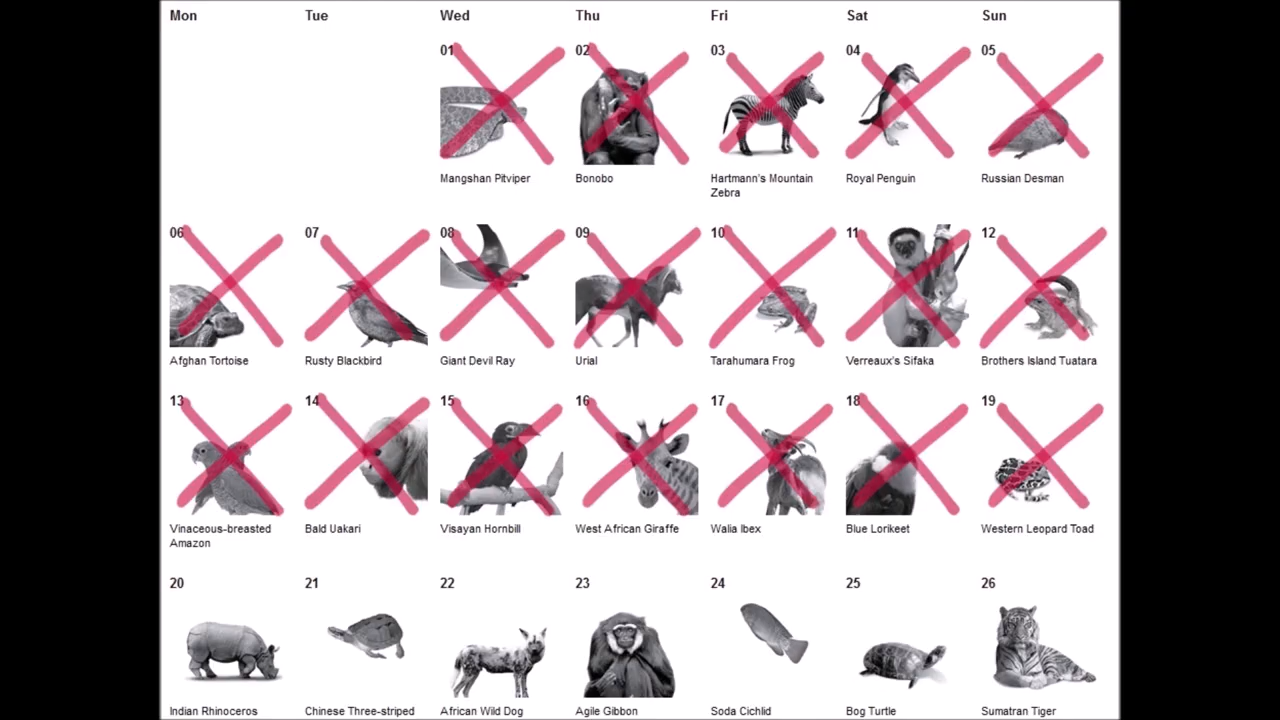 Mon Tue Wed Thu Fri Sat Sun
01 02 03 04 05
Mangshan Pitviper Bonobo Hartmann's Mountain Royal Penguin Russian Desman
Zebra
06 07 08 09 10 11 12
Afghan Tortoise Rusty Blackbird Giant Devil Ray Urial Tarahumara Frog Verreaux's Sifaka Brothers Island Tuatara
13 14 15 16 17 18 19
Vinaceous-breasted Bald Uakari Visayan Hornbill West African Giraffe Walia Ibex Blue Lorikeet Western Leopard Toad
Amazon
20 21 22 23 24 25 26
Indian Rhinoceros Chinese Three-striped African Wild Dog Agile Gibbon Soda Cichlid Bog Turtle Sumatran Tiger